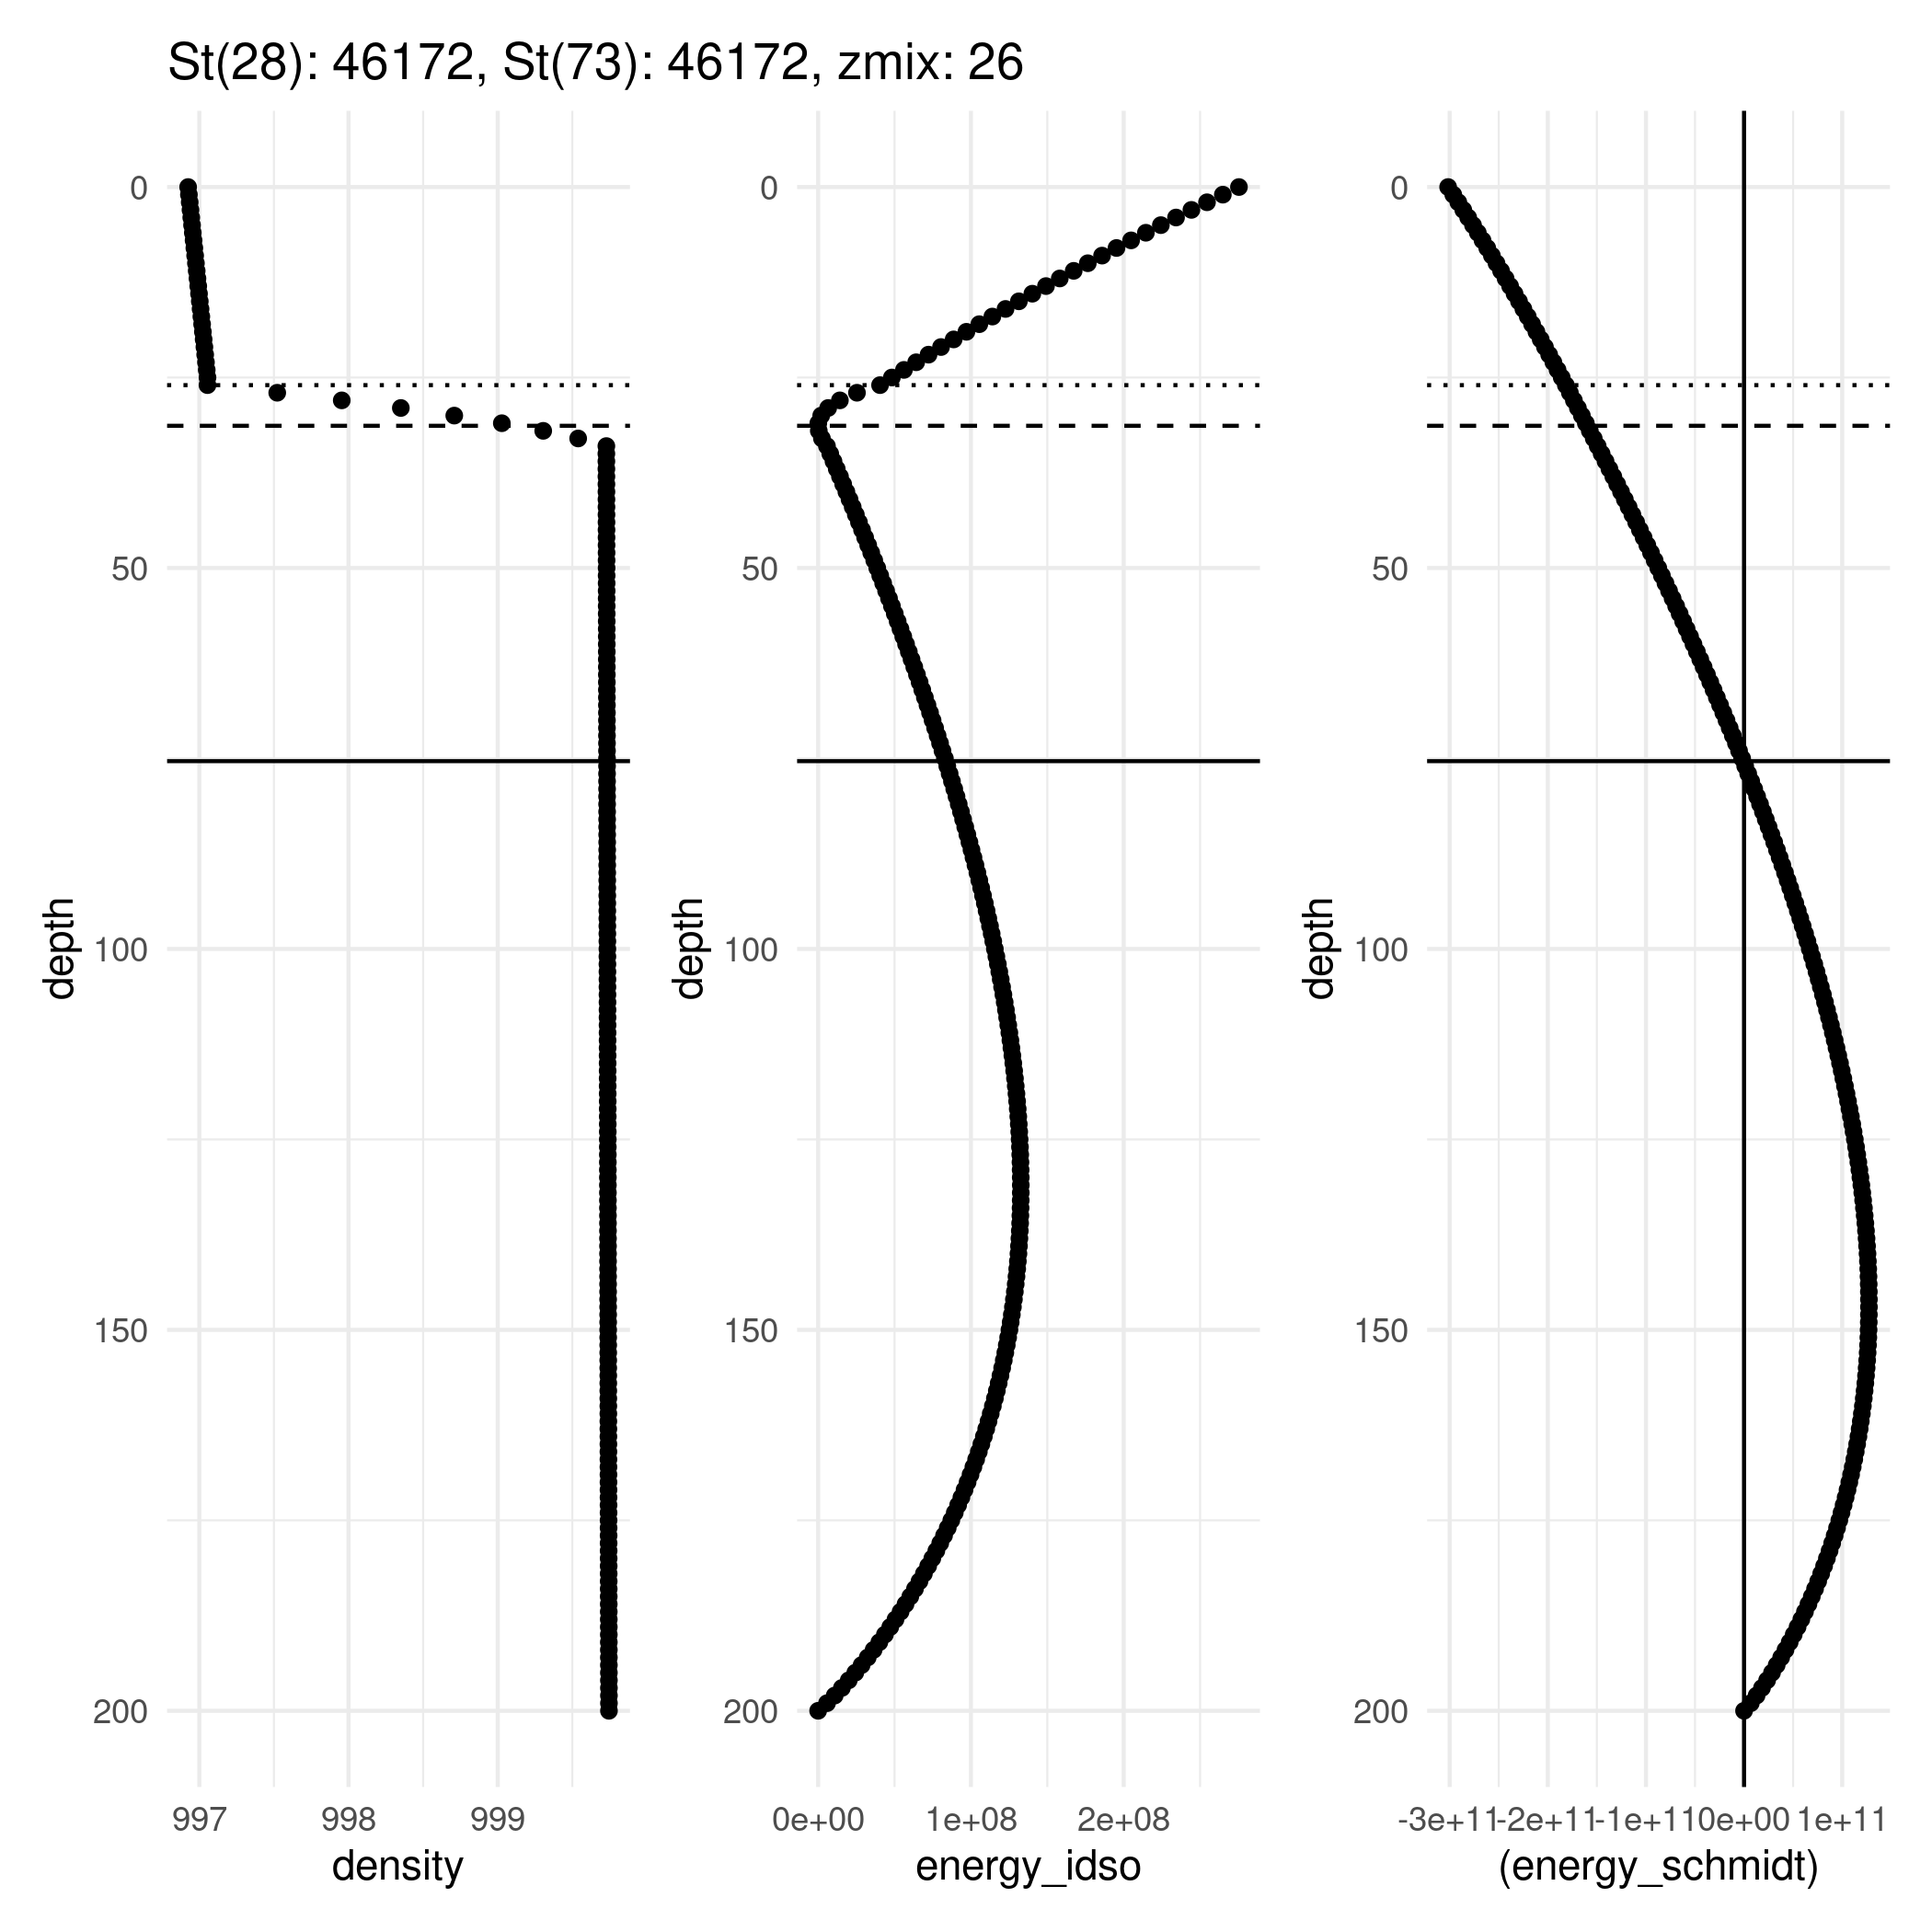 St(28): 46172, St(73): 46172, zmix: 26
depth
0
50
100
150
200
997
998
999
density
depth
0
50
100
150
200
0e+00
1e+08
2e+08
energy_idso
depth
0
50
100
150
200
-3e+11
-2e+11
-1e+11
0e+00
1e+11
(energy_schmidt)